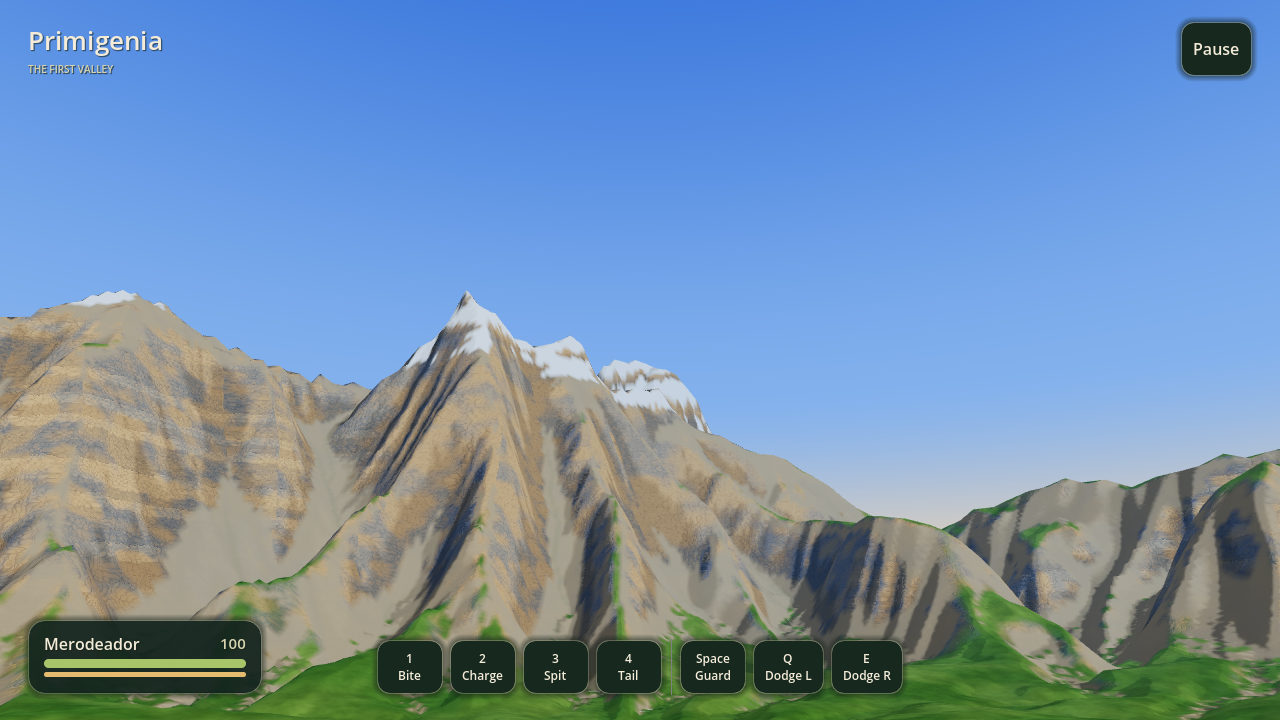 Primigenia
THE FIRST VALLEY
Pause
Merodeador 100
1
Bite
2
Charge
3
Spit
4
Tail
Space
Guard
Q
Dodge L
E
Dodge R